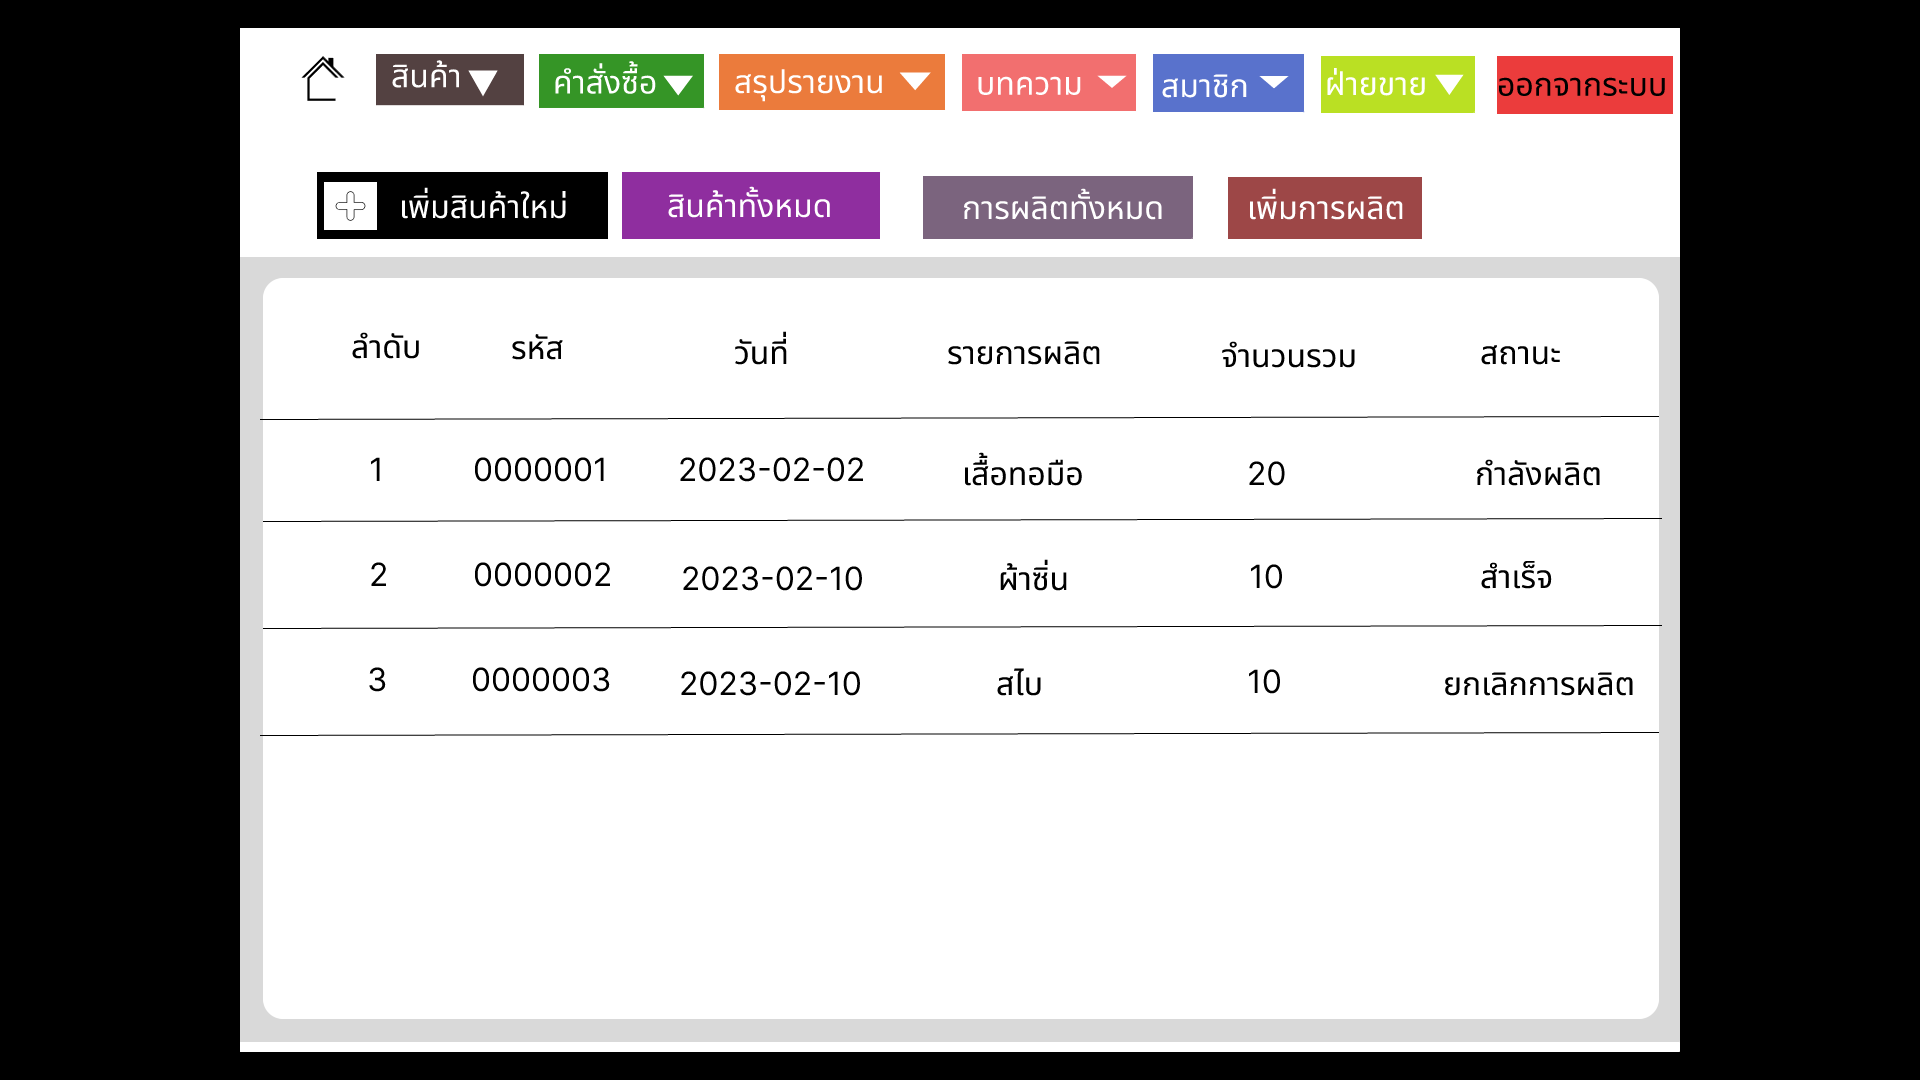 สินค้า คำสั่งซื้อ สรุปรายงาน บทความ สมาชิก ฝ่ายขาย ออกจากระบบ
เพิ่มสินค้าใหม่ สินค้าทั้งหมด การผลิตทั้งหมด เพิ่มการผลิต
ลำดับ รหัส วันที่ รายการผลิต จำนวนรวม สถานะ
1 0000001 2023-02-02 เสื้อทอมือ 20 กำลังผลิต
2 0000002 2023-02-10 ผ้าซิ่น 10 สำเร็จ
3 0000003 2023-02-10 สไบ 10 ยกเลิกการผลิต